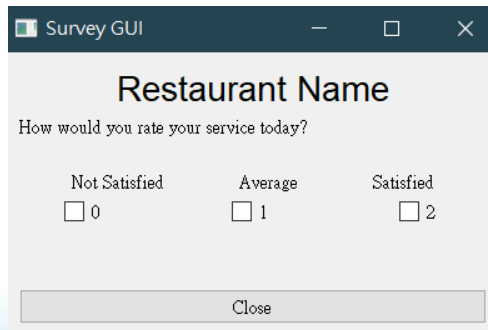 Survey GUI
Restaurant Name
How would you rate your service today?
Not Satisfied Average Satisfied
0 1 2
Close